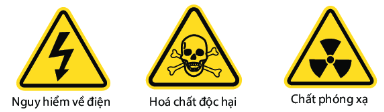 Nguy hiểm về điện
Hoá chất độc hại
Chất phóng xạ